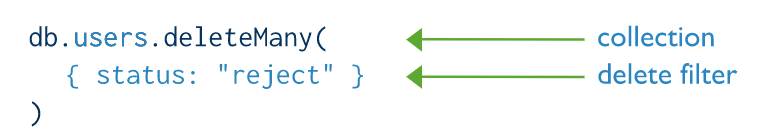 db.users.deleteMany( collection
{ status: "reject" } delete filter
)